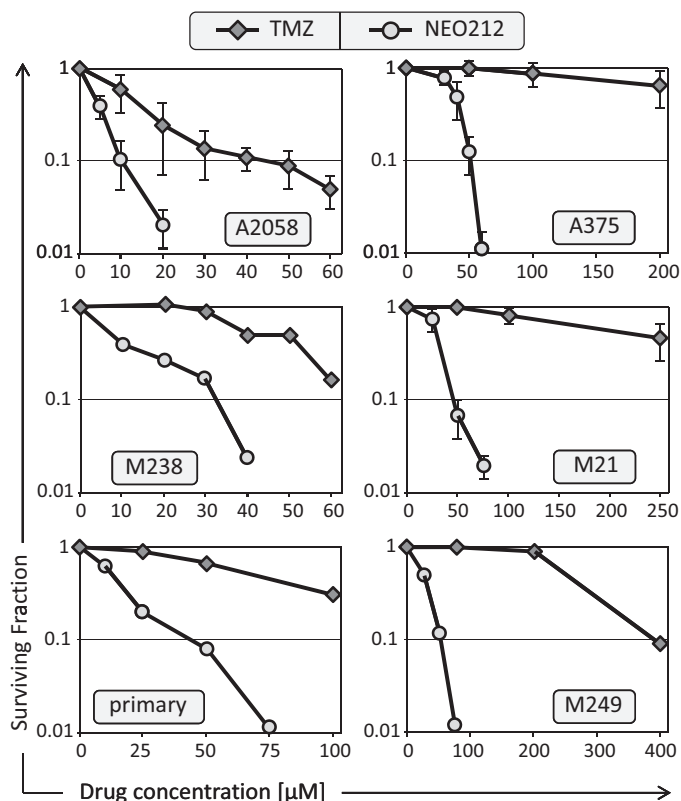 TMZ NEO212
1 1
0.1 0.1
A2058 A375
0.01 0.01
0 10 20 30 40 50 60 0 50 100 150 200
1 1
0.1 0.1
M238 M21
0.01 0.01
0 10 20 30 40 50 60 0 50 100 150 200 250
1 1
0.1 0.1
primary M249
0.01 0.01
0 25 50 75 100 0 100 200 300 400
Surviving Fraction
Drug concentration [µM]